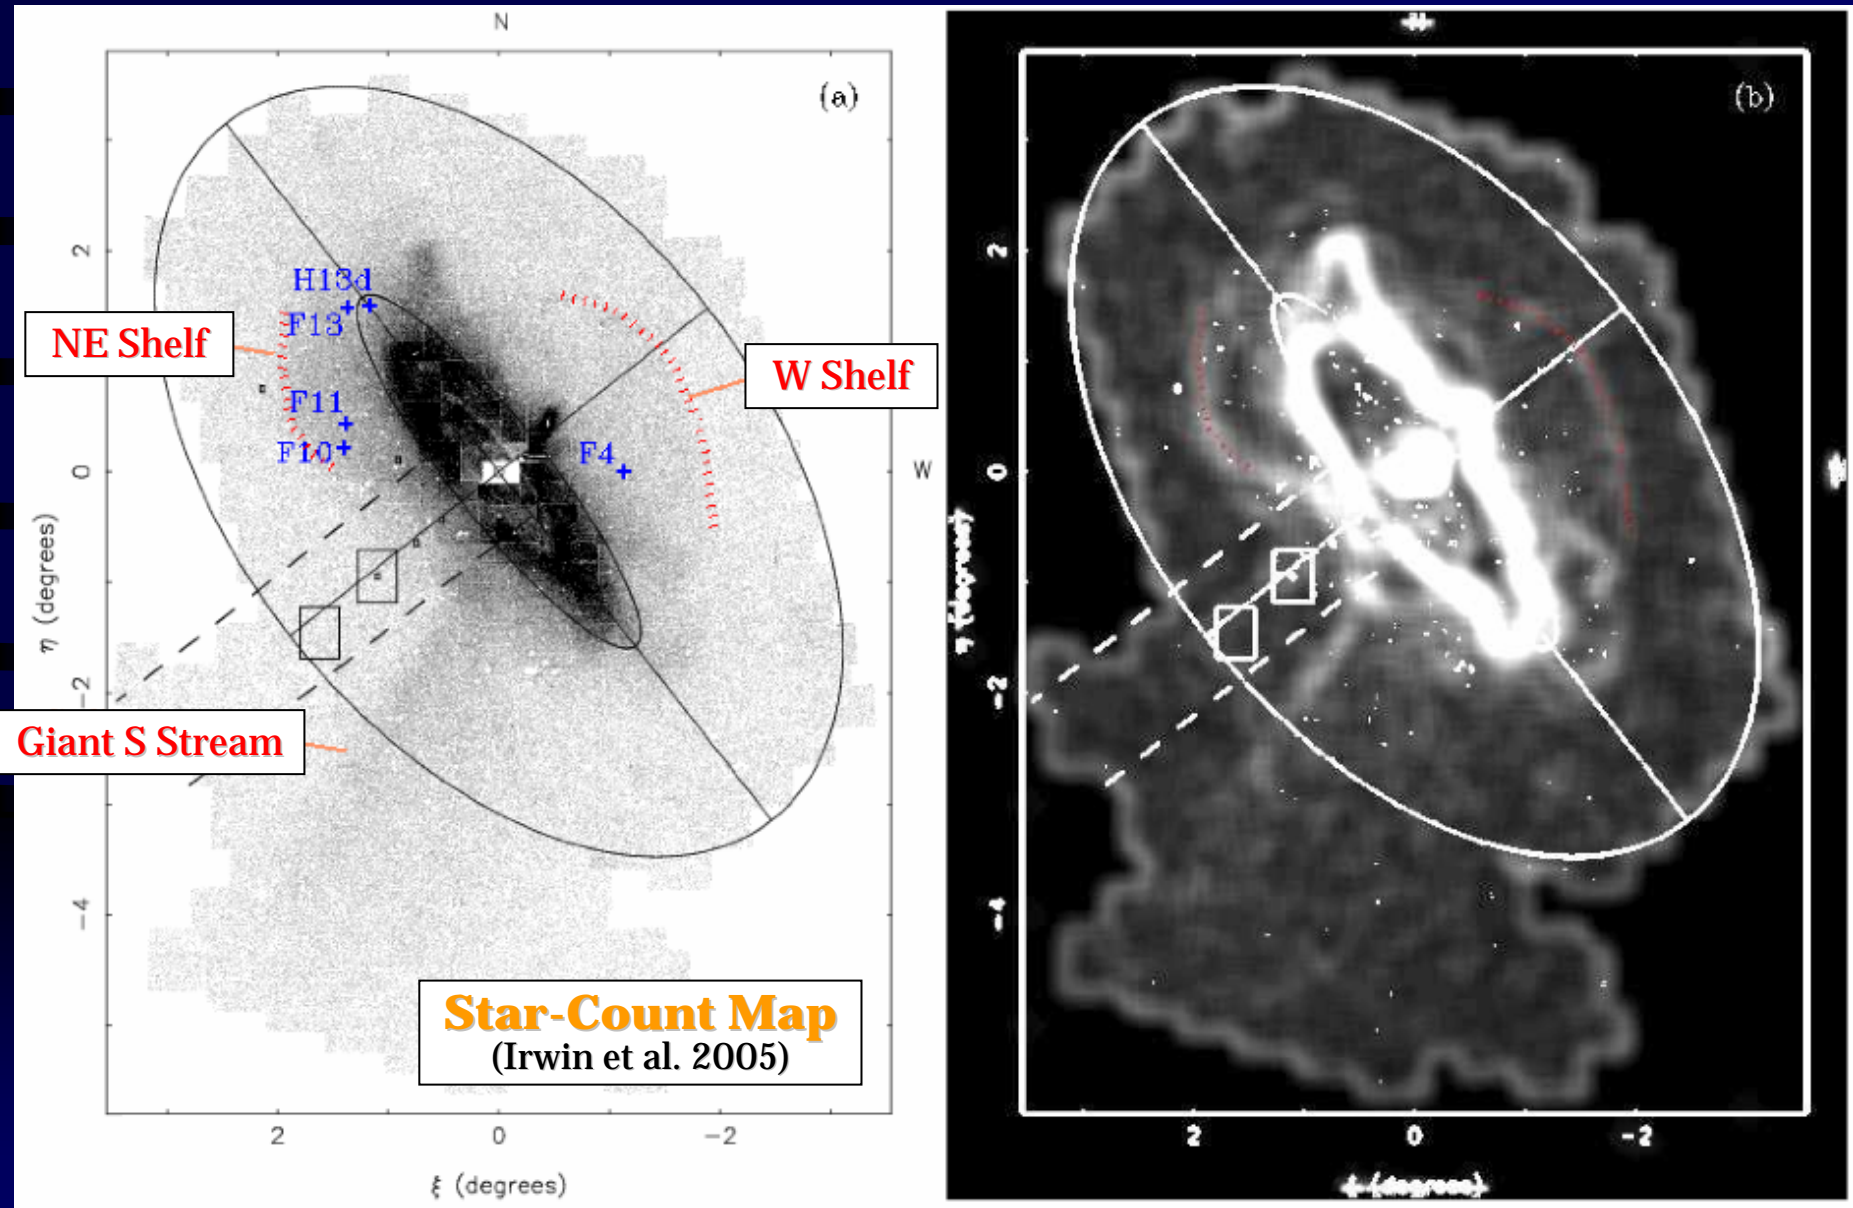 N
(a)
(b)
2
2
H13d
F13
NE Shelf
W Shelf
F11
F10
F4
0
W
0
η (degrees)
-2
-2
Giant S Stream
-4
-4
Star-Count Map
(Irwin et al. 2005)
2
0
-2
2
0
-2
ξ (degrees)
(degrees)